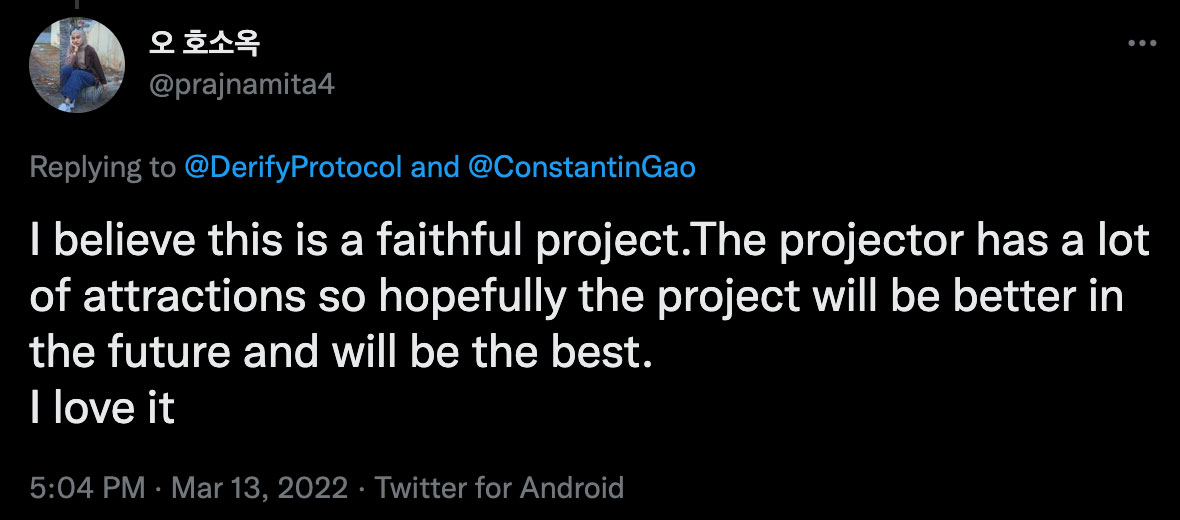 오 호소옥
@prajnamita4
Replying to @DerifyProtocol and @ConstantinGao
I believe this is a faithful project.The projector has a lot
of attractions so hopefully the project will be better in
the future and will be the best.
I love it
5:04 PM · Mar 13, 2022 · Twitter for Android